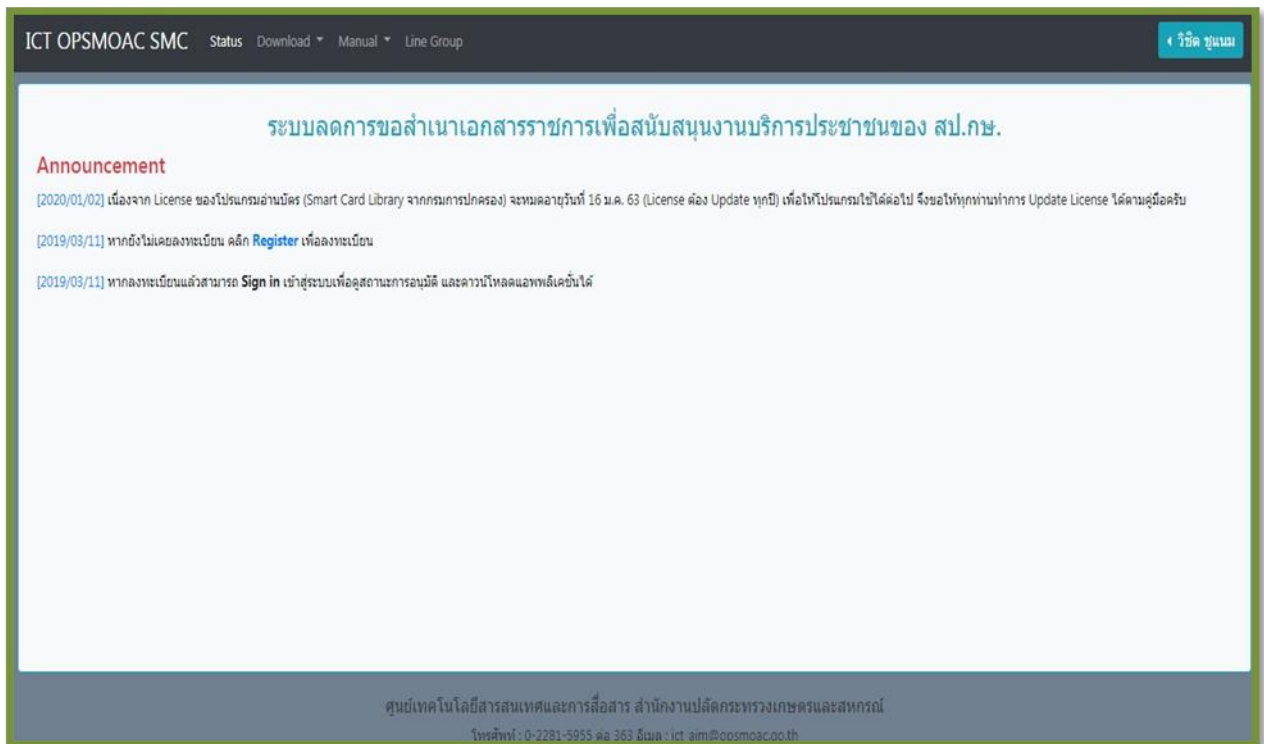 ICT OPSMOAC SMC Status Download Manual Line Group วิชิต ชูแนม
ระบบลดการขอสำเนาเอกสารราชการเพื่อสนับสนุนงานบริการประชาชนของ สป.กษ.
Announcement
[2020/01/02] เนื่องจาก License ของโปรแกรมอ่านบัตร (Smart Card Library จากกรมการปกครอง) จะหมดอายุวันที่ 16 ม.ค. 63 (License ต้อง Update ทุกปี) เพื่อให้โปรแกรมใช้ได้ต่อไป จึงขอให้ทุกท่านทำการ Update License ได้ตามคู่มือครับ
[2019/03/11] หากยังไม่เคยลงทะเบียน คลิก Register เพื่อลงทะเบียน
[2019/03/11] หากลงทะเบียนแล้วสามารถ Sign in เข้าสู่ระบบเพื่อดูสถานะการอนุมัติ และดาวน์โหลดแอพพลิเคชั่นได้
ศูนย์เทคโนโลยีสารสนเทศและการสื่อสาร สำนักงานปลัดกระทรวงเกษตรและสหกรณ์
โทรศัพท์ : 0-2281-5955 ต่อ 363 อีเมล : ict_aim@opsmoac.go.th